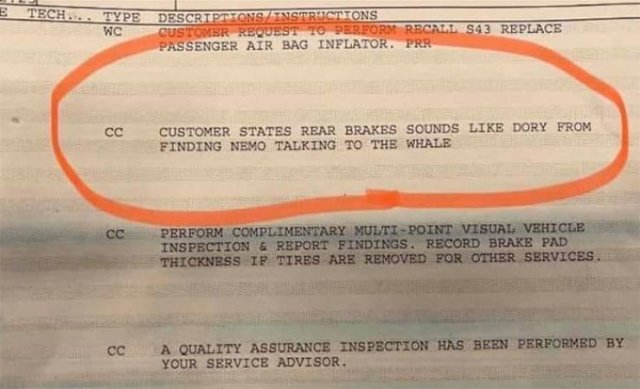 E TECH... TYPE DESCRIPTIONS/INSTRUCTIONS
WC CUSTOMER REQUEST TO PERFORM RECALL S43 REPLACE
PASSENGER AIR BAG INFLATOR. PRR
CC CUSTOMER STATES REAR BRAKES SOUNDS LIKE DORY FROM
FINDING NEMO TALKING TO THE WHALE
CC PERFORM COMPLIMENTARY MULTI-POINT VISUAL VEHICLE
INSPECTION & REPORT FINDINGS. RECORD BRAKE PAD
THICKNESS IF TIRES ARE REMOVED FOR OTHER SERVICES.
CC A QUALITY ASSURANCE INSPECTION HAS BEEN PERFORMED BY
YOUR SERVICE ADVISOR.